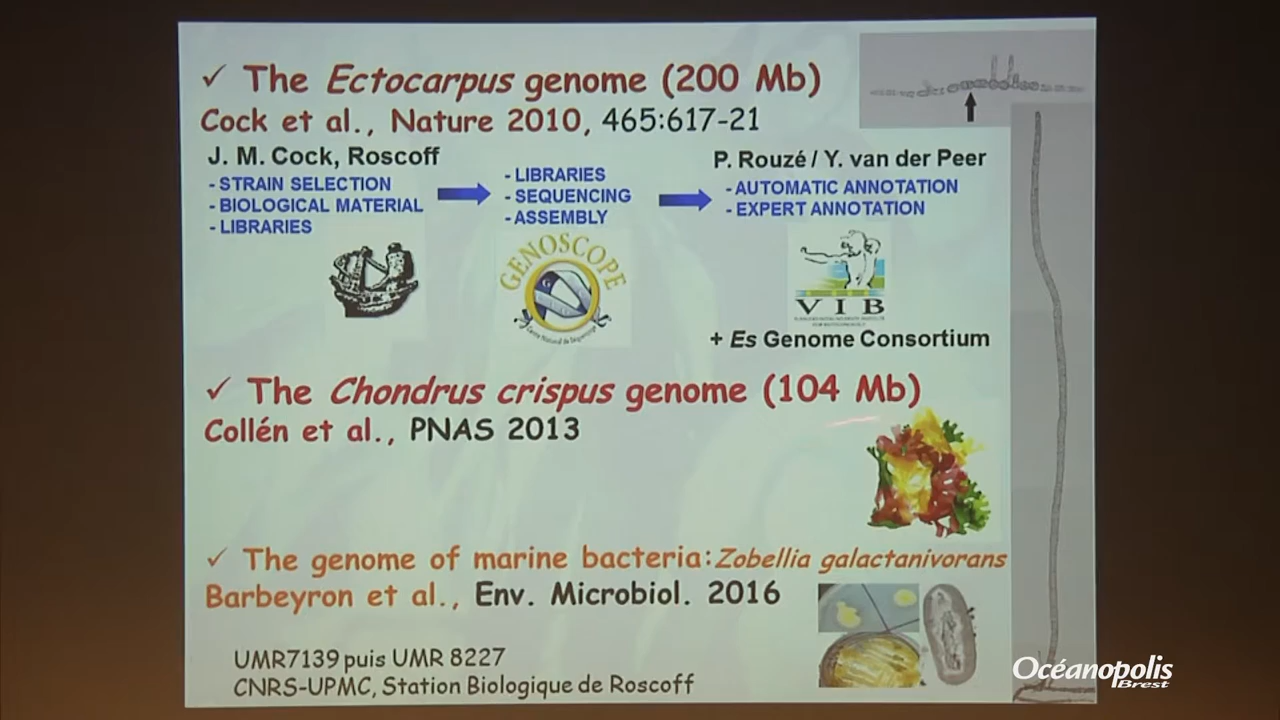 ✓ The Ectocarpus genome (200 Mb)
Cock et al., Nature 2010, 465:617-21
J. M. Cock, Roscoff
- STRAIN SELECTION
- BIOLOGICAL MATERIAL
- LIBRARIES
- LIBRARIES
- SEQUENCING
- ASSEMBLY
GENOSCOPE
P. Rouzé / Y. van der Peer
- AUTOMATIC ANNOTATION
- EXPERT ANNOTATION
VIB
+ Es Genome Consortium
✓ The Chondrus crispus genome (104 Mb)
Collén et al., PNAS 2013
✓ The genome of marine bacteria: Zobellia galactanivorans
Barbeyron et al., Env. Microbiol. 2016
UMR7139 puis UMR 8227
CNRS-UPMC, Station Biologique de Roscoff
Océanopolis
Brest